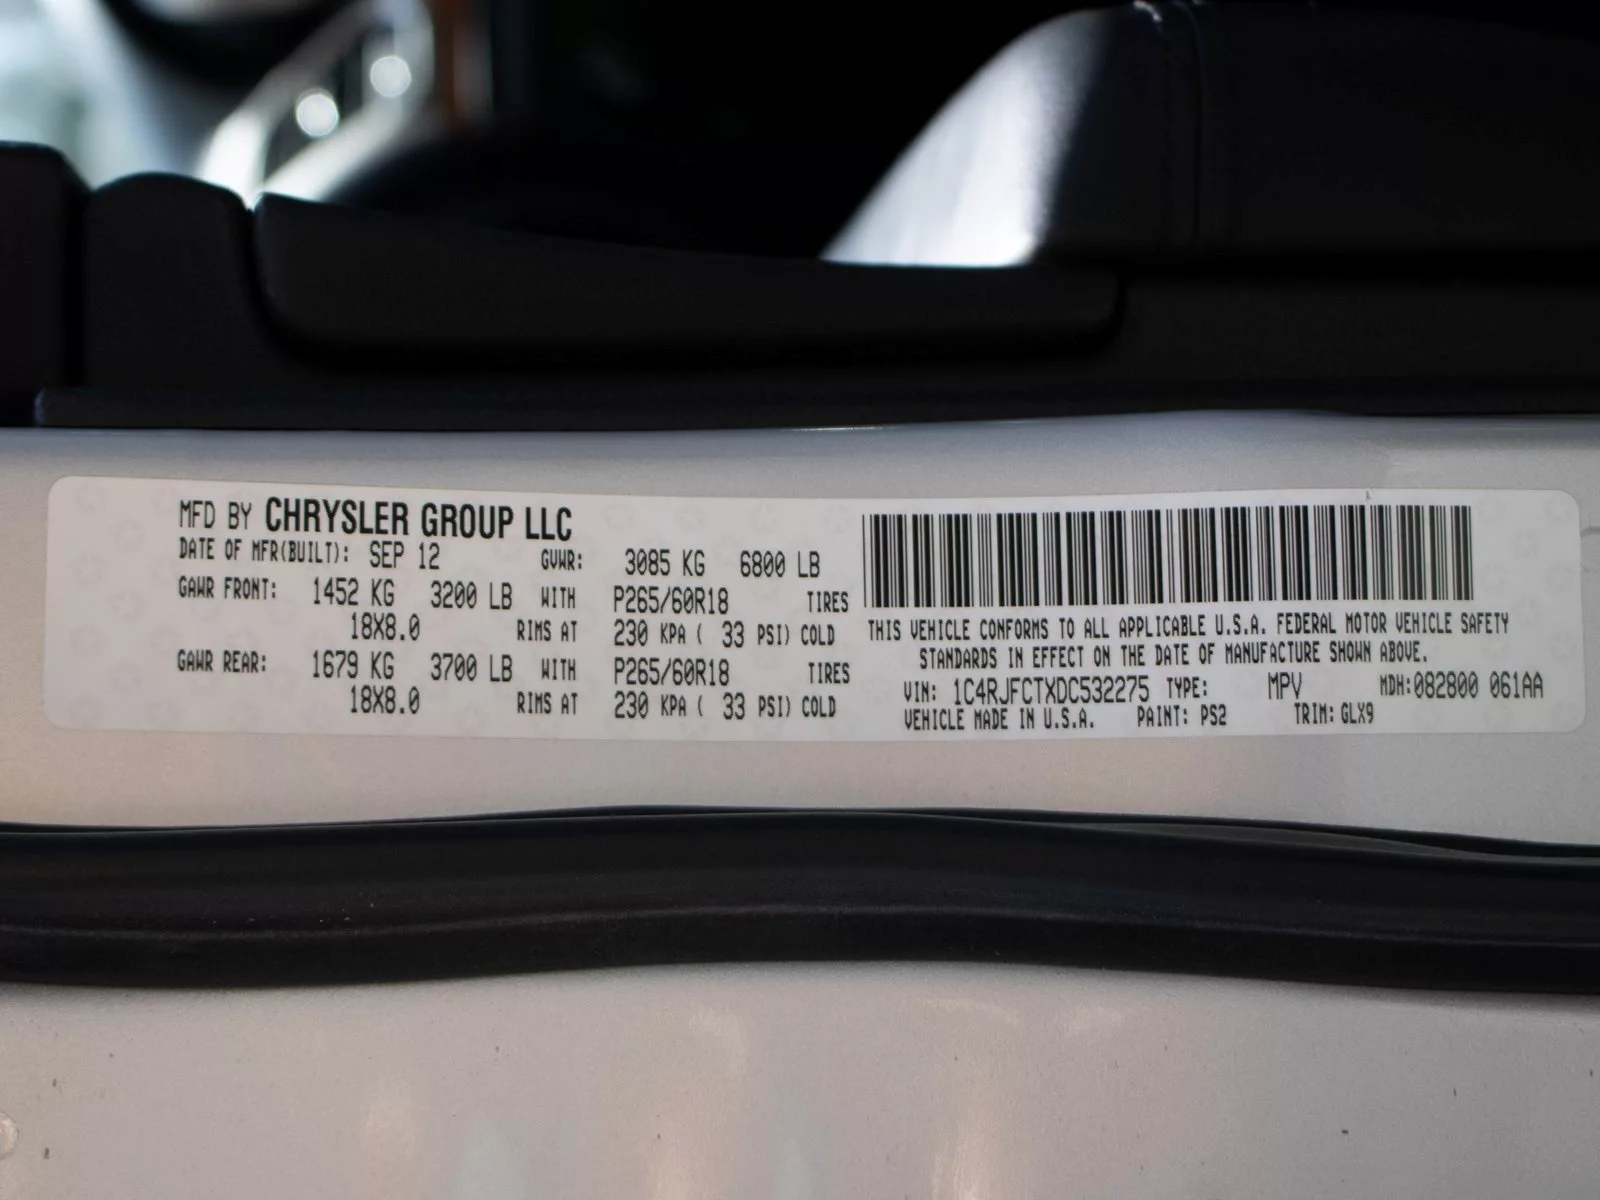 MFD BY CHRYSLER GROUP LLC
DATE OF MFR(BUILT): SEP 12 GVWR: 3085 KG 6800 LB
GAWR FRONT: 1452 KG 3200 LB WITH P265/60R18 TIRES
18X8.0 RIMS AT 230 KPA ( 33 PSI) COLD
GAWR REAR: 1679 KG 3700 LB WITH P265/60R18 TIRES
18X8.0 RIMS AT 230 KPA ( 33 PSI) COLD
THIS VEHICLE CONFORMS TO ALL APPLICABLE U.S.A. FEDERAL MOTOR VEHICLE SAFETY
STANDARDS IN EFFECT ON THE DATE OF MANUFACTURE SHOWN ABOVE.
VIN: 1C4RJFCTXDC532275 TYPE: MPV MDH:082800 061AA
VEHICLE MADE IN U.S.A. PAINT: PS2 TRIM: GLX9